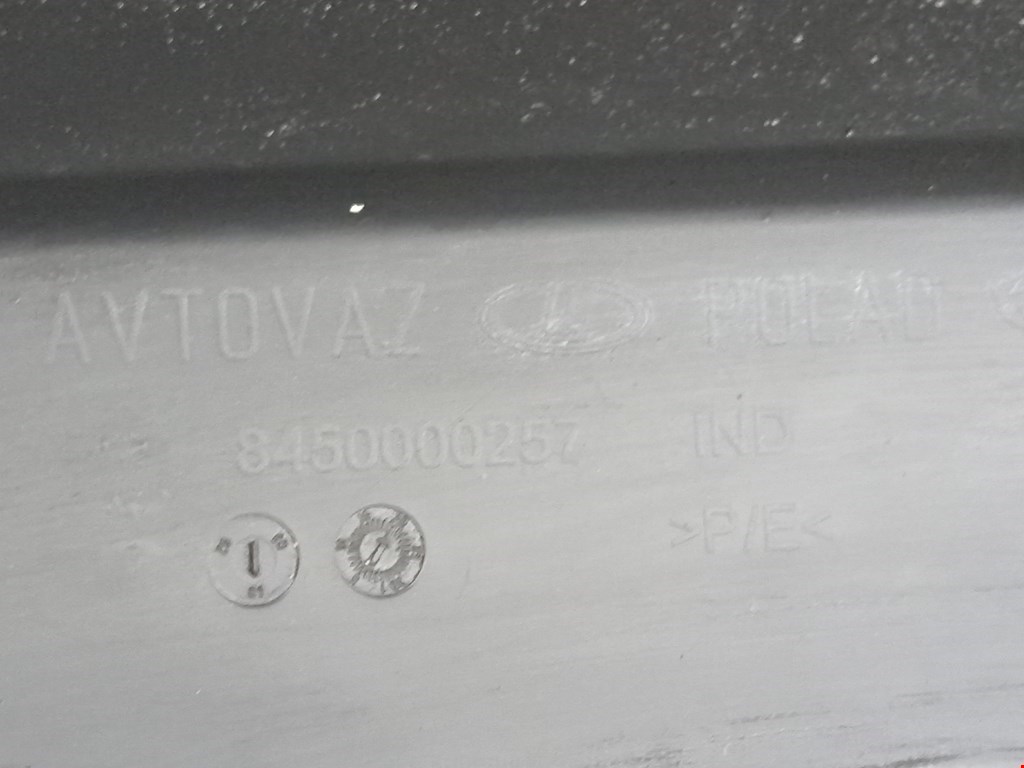 AVTOVAZ POLAD
8450000257 IND
>P/E<